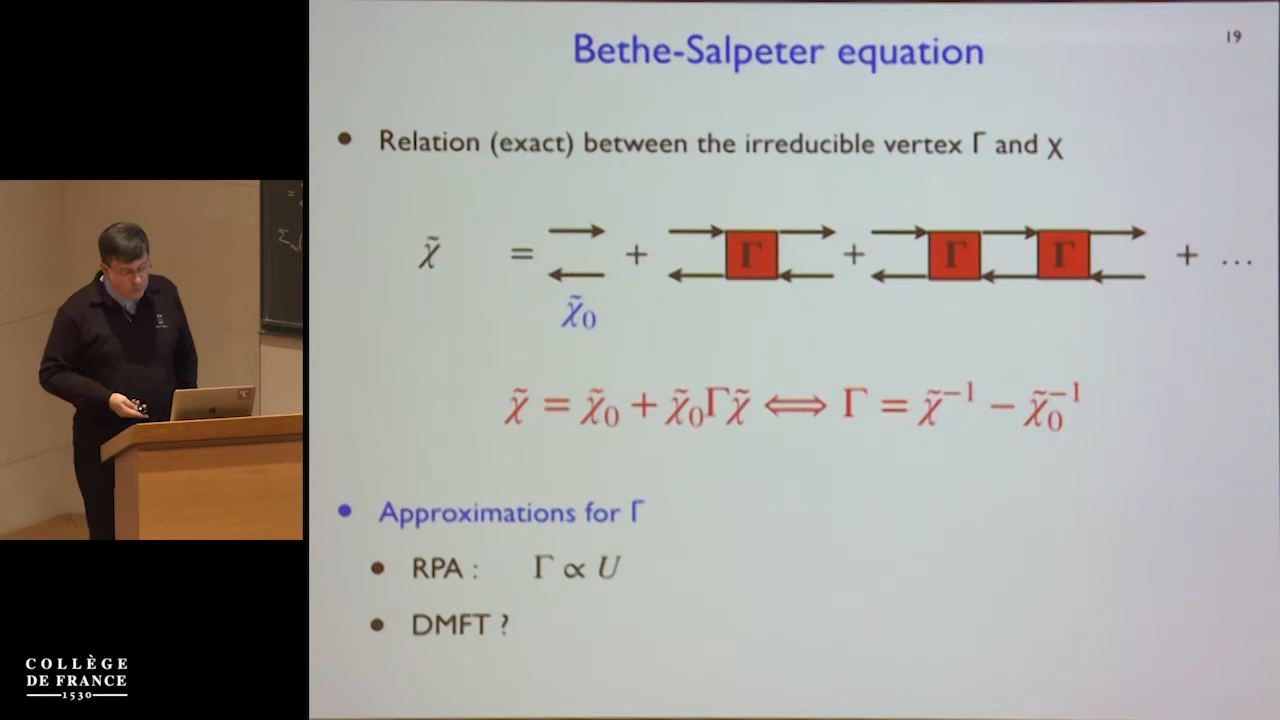 19
Bethe-Salpeter equation
• Relation (exact) between the irreducible vertex Γ and χ
χ̃ = + Γ + Γ Γ + ...
χ̃₀
χ̃ = χ̃₀ + χ̃₀Γχ̃ ⟺ Γ = χ̃⁻¹ − χ̃₀⁻¹
• Approximations for Γ
• RPA : Γ ∝ U
• DMFT ?
COLLÈGE
DE FRANCE
1530